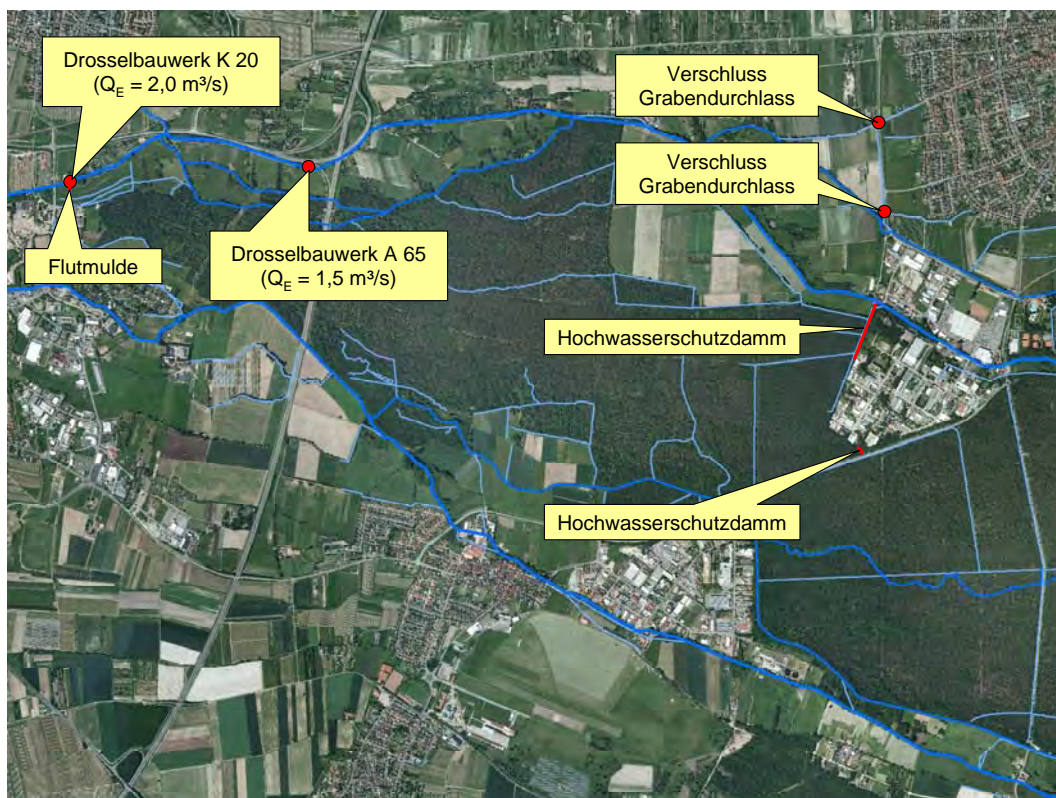 Drosselbauwerk K 20
(QE = 2,0 m³/s)
Verschluss
Grabendurchlass
Verschluss
Grabendurchlass
Flutmulde
Drosselbauwerk A 65
(QE = 1,5 m³/s)
Hochwasserschutzdamm
Hochwasserschutzdamm